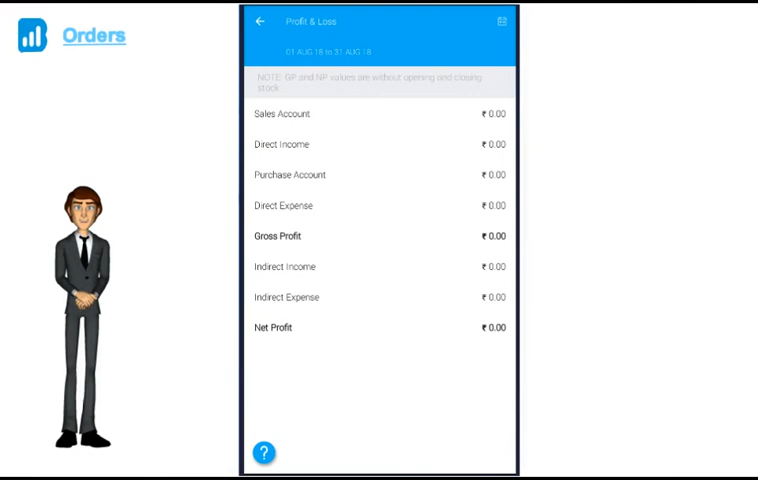 Orders
Profit & Loss
01 AUG 18 to 31 AUG 18
NOTE: GP and NP values are without opening and closing
stock
Sales Account ₹ 0.00
Direct Income ₹ 0.00
Purchase Account ₹ 0.00
Direct Expense ₹ 0.00
Gross Profit ₹ 0.00
Indirect Income ₹ 0.00
Indirect Expense ₹ 0.00
Net Profit ₹ 0.00
?